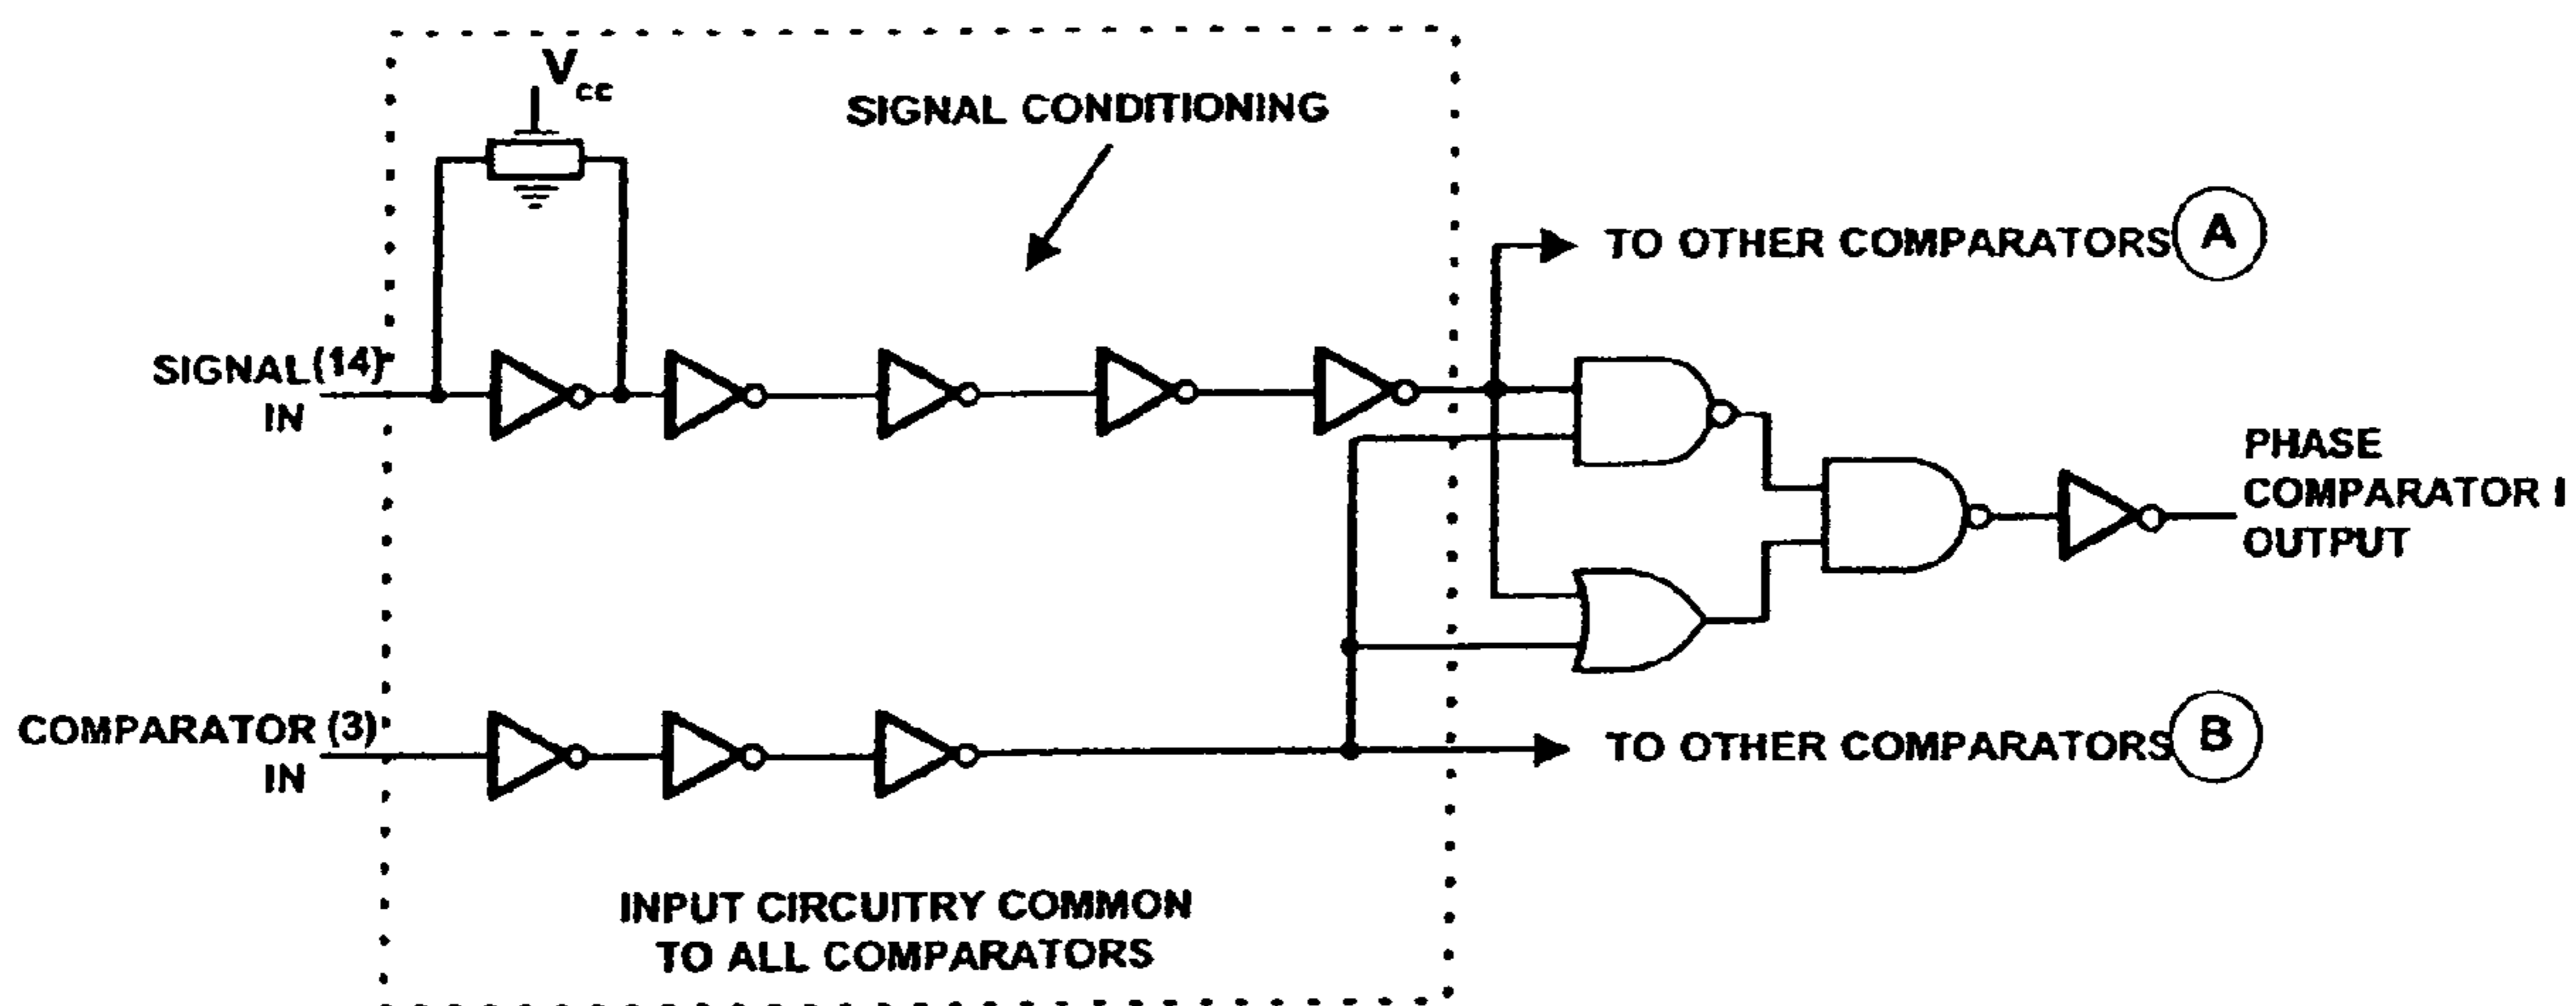 Vcc
SIGNAL CONDITIONING
TO OTHER COMPARATORS A
SIGNAL (14)
IN
PHASE
COMPARATOR I
OUTPUT
COMPARATOR (3)
IN
TO OTHER COMPARATORS B
INPUT CIRCUITRY COMMON
TO ALL COMPARATORS